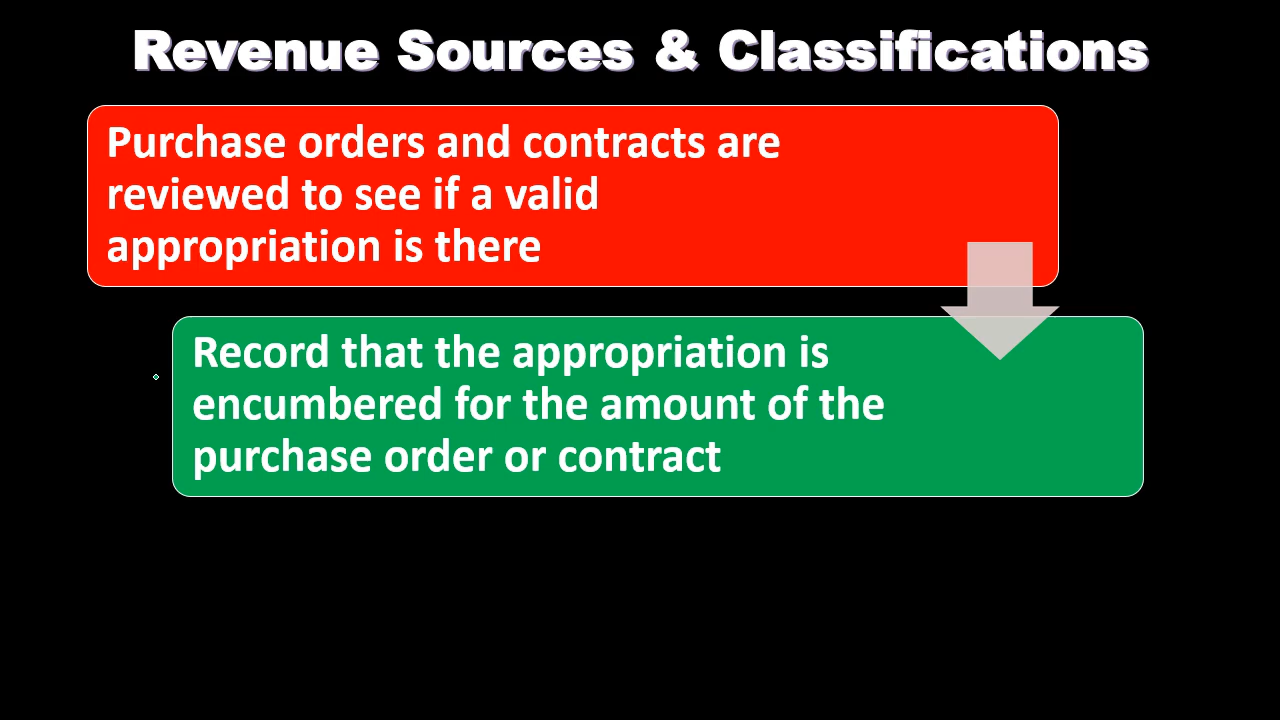 Revenue Sources & Classifications
Purchase orders and contracts are
reviewed to see if a valid
appropriation is there
Record that the appropriation is
encumbered for the amount of the
purchase order or contract